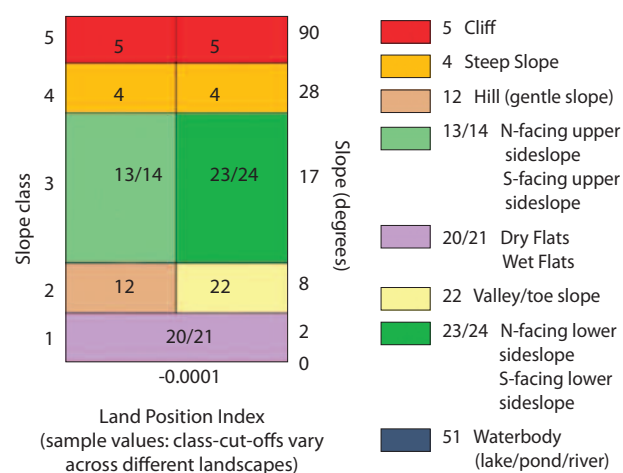 5
4
3
2
1
Slope class
5
5
4
4
13/14
23/24
12
22
20/21
90
28
17
8
2
0
Slope (degrees)
-0.0001
Land Position Index
(sample values: class-cut-offs vary
across different landscapes)
5 Cliff
4 Steep Slope
12 Hill (gentle slope)
13/14 N-facing upper
sideslope
S-facing upper
sideslope
20/21 Dry Flats
Wet Flats
22 Valley/toe slope
23/24 N-facing lower
sideslope
S-facing lower
sideslope
51 Waterbody
(lake/pond/river)